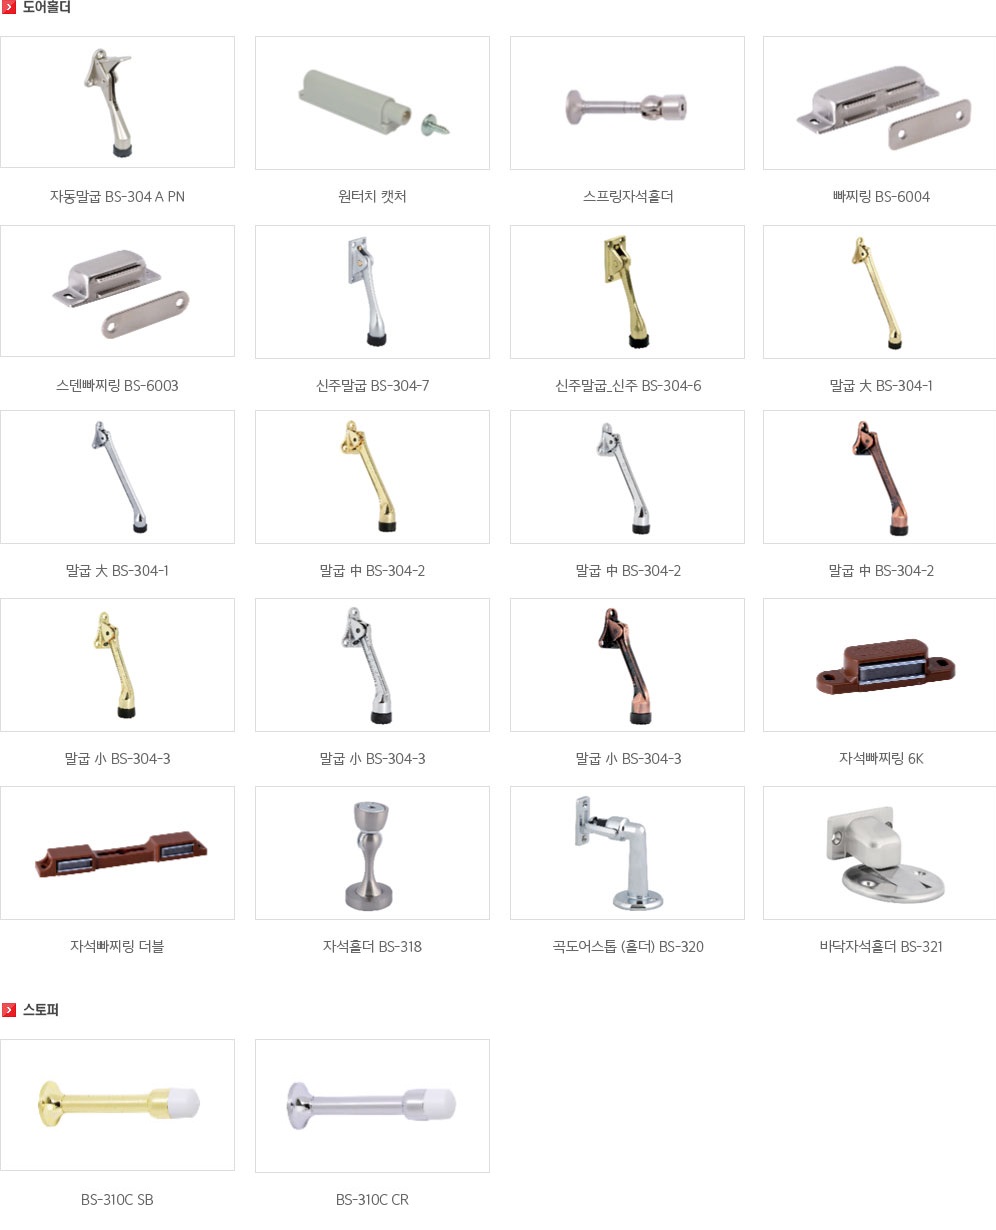 도어홀더
자동말굽 BS-304 A PN
원터치 캣처
스프링자석홀더
빠찌링 BS-6004
스덴빠찌링 BS-6003
신주말굽 BS-304-7
신주말굽_신주 BS-304-6
말굽 大 BS-304-1
말굽 大 BS-304-1
말굽 中 BS-304-2
말굽 中 BS-304-2
말굽 中 BS-304-2
말굽 小 BS-304-3
말굽 小 BS-304-3
말굽 小 BS-304-3
자석빠찌링 6K
자석빠찌링 더블
자석홀더 BS-318
곡도어스톱 (홀더) BS-320
바닥자석홀더 BS-321
스토퍼
BS-310C SB
BS-310C CR